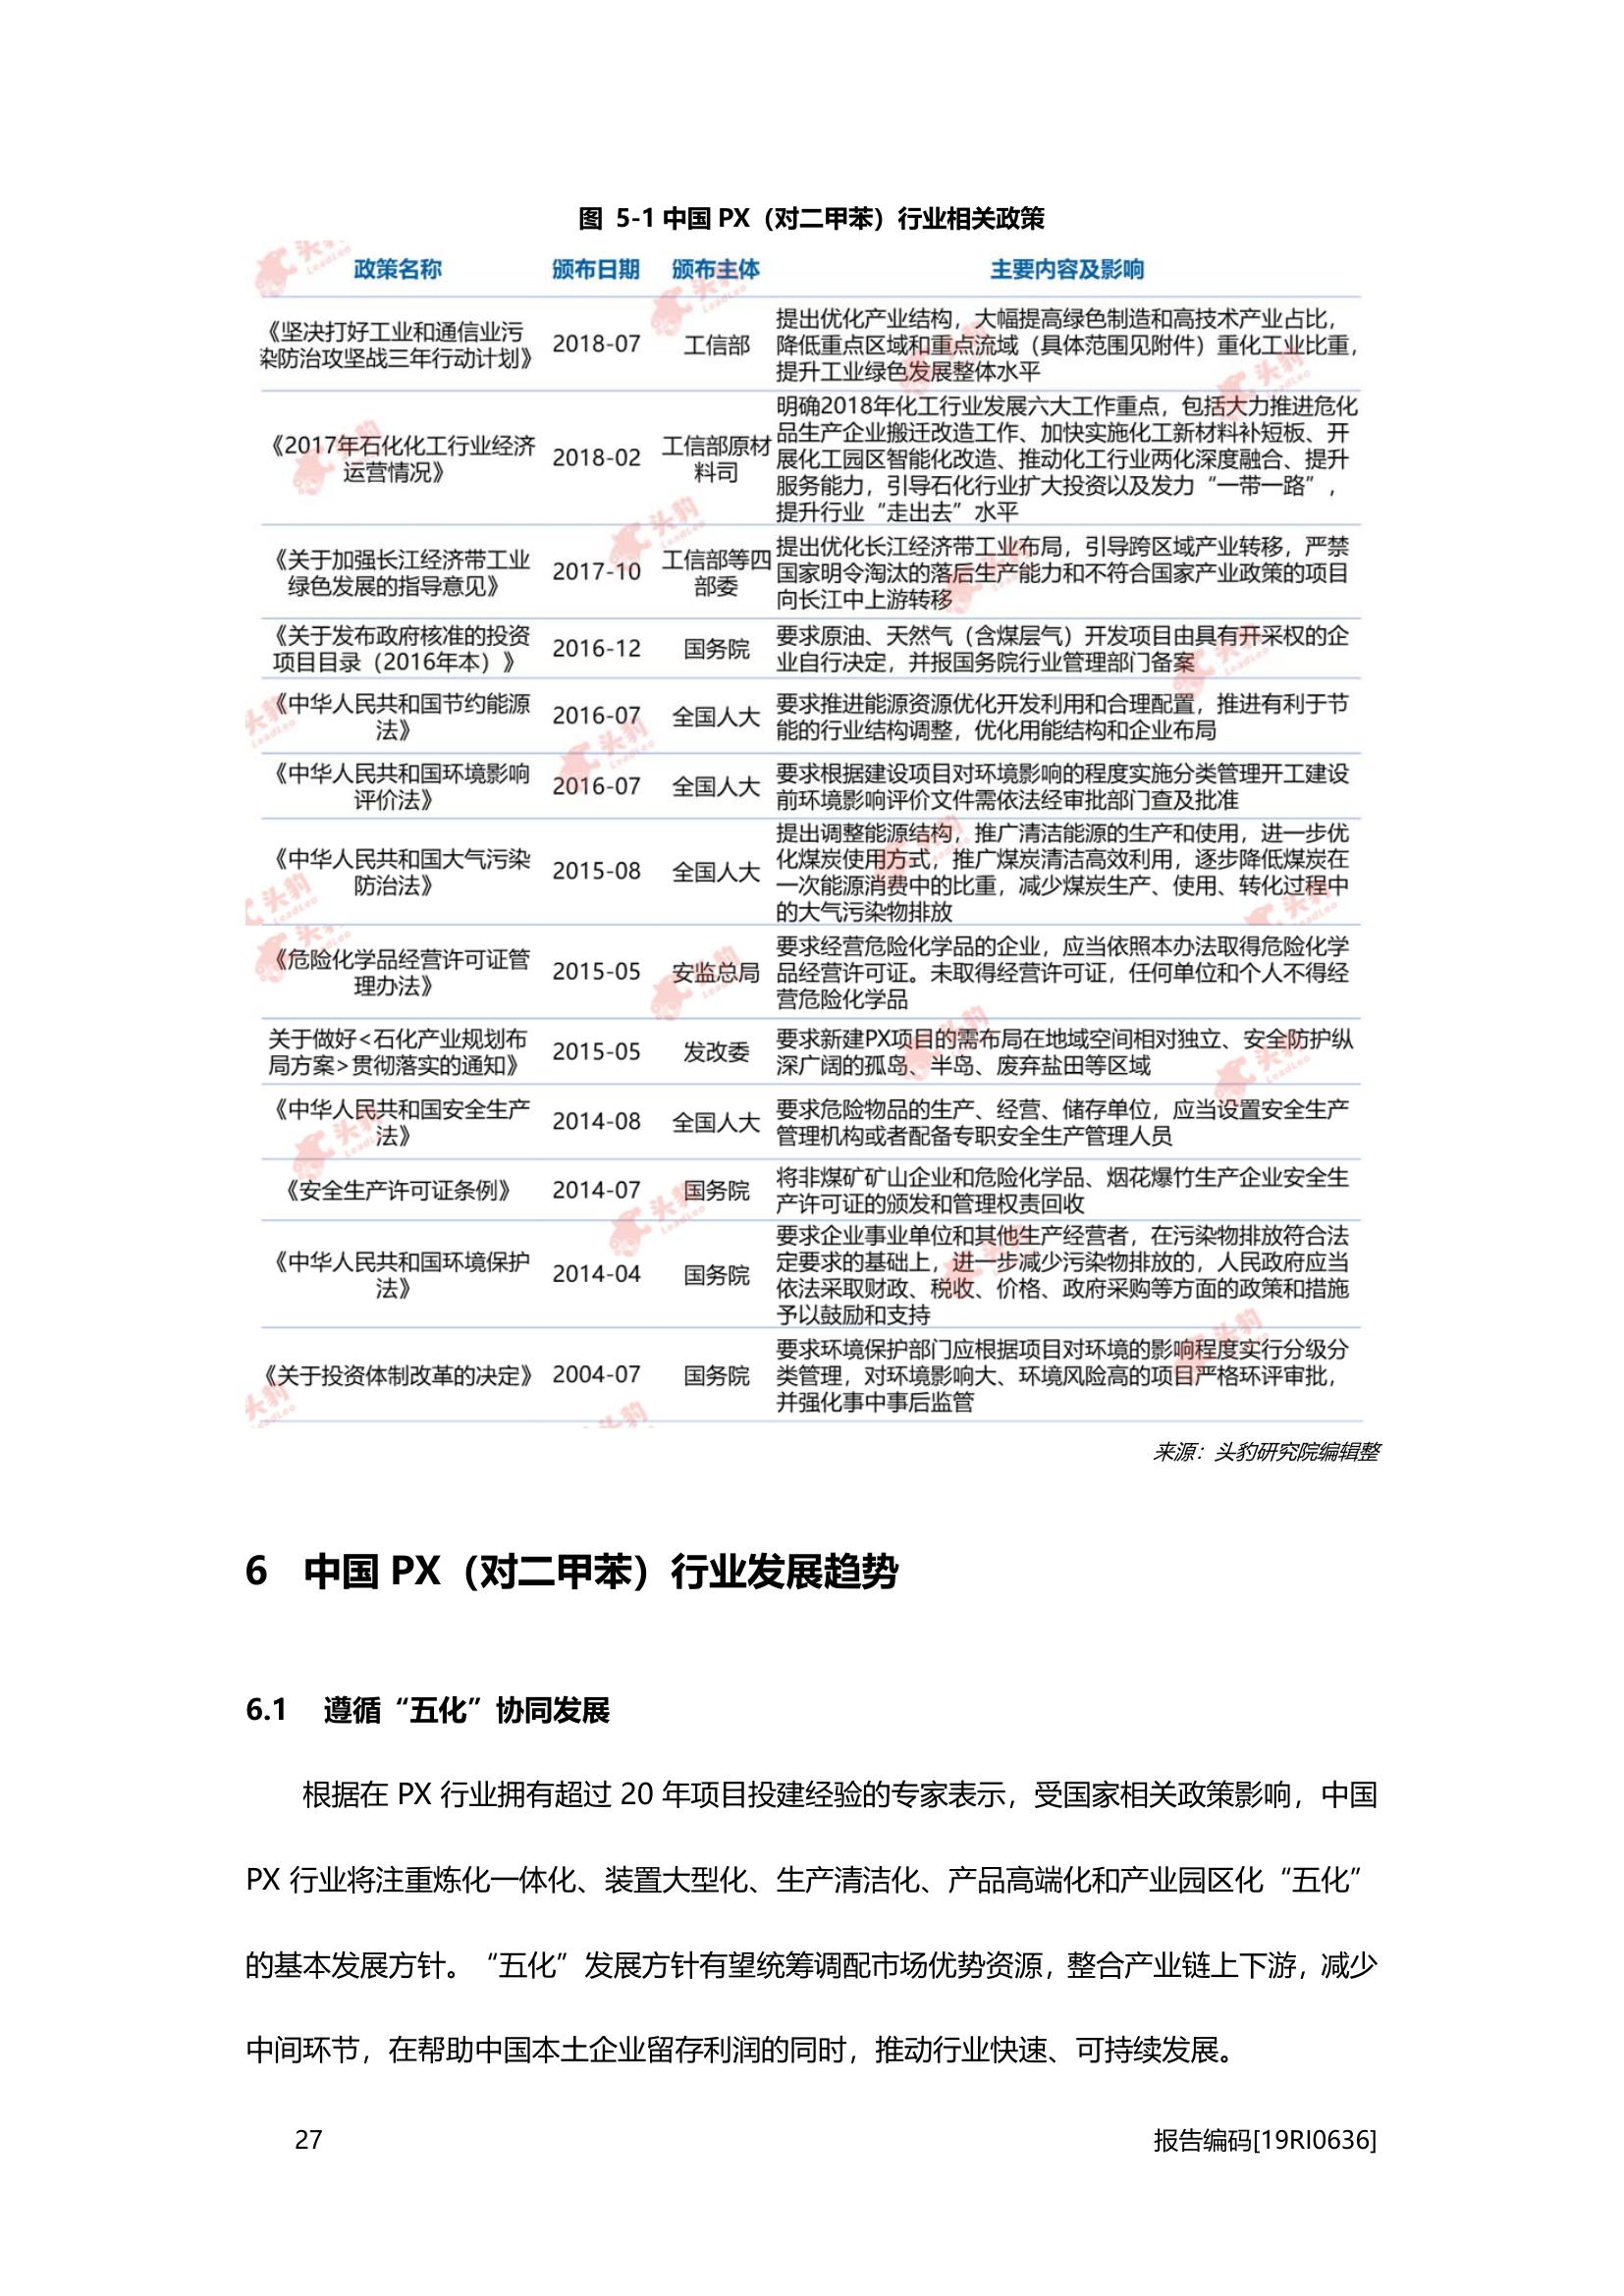 图 5-1 中国 PX（对二甲苯）行业相关政策
政策名称 颁布日期 颁布主体 主要内容及影响
《坚决打好工业和通信业污
染防治攻坚战三年行动计划》
2018-07
工信部
提出优化产业结构，大幅提高绿色制造和高技术产业占比，
降低重点区域和重点流域（具体范围见附件）重化工业比重，
提升工业绿色发展整体水平
《2017年石化化工行业经济
运营情况》
2018-02
工信部原材
料司
明确2018年化工行业发展六大工作重点，包括大力推进危化
品生产企业搬迁改造工作、加快实施化工新材料补短板、开
展化工园区智能化改造、推动化工行业两化深度融合、提升
服务能力，引导石化行业扩大投资以及发力“一带一路”，
提升行业“走出去”水平
《关于加强长江经济带工业
绿色发展的指导意见》
2017-10
工信部等四
部委
提出优化长江经济带工业布局，引导跨区域产业转移，严禁
国家明令淘汰的落后生产能力和不符合国家产业政策的项目
向长江中上游转移
《关于发布政府核准的投资
项目目录（2016年本）》
2016-12
国务院
要求原油、天然气（含煤层气）开发项目由具有开采权的企
业自行决定，并报国务院行业管理部门备案
《中华人民共和国节约能源
法》
2016-07
全国人大
要求推进能源资源优化开发利用和合理配置，推进有利于节
能的行业结构调整，优化用能结构和企业布局
《中华人民共和国环境影响
评价法》
2016-07
全国人大
要求根据建设项目对环境影响的程度实施分类管理开工建设
前环境影响评价文件需依法经审批部门查及批准
《中华人民共和国大气污染
防治法》
2015-08
全国人大
提出调整能源结构，推广清洁能源的生产和使用，进一步优
化煤炭使用方式，推广煤炭清洁高效利用，逐步降低煤炭在
一次能源消费中的比重，减少煤炭生产、使用、转化过程中
的大气污染物排放
《危险化学品经营许可证管
理办法》
2015-05
安监总局
要求经营危险化学品的企业，应当依照本办法取得危险化学
品经营许可证。未取得经营许可证，任何单位和个人不得经
营危险化学品
关于做好<石化产业规划布
局方案>贯彻落实的通知》
2015-05
发改委
要求新建PX项目的需布局在地域空间相对独立、安全防护纵
深广阔的孤岛、半岛、废弃盐田等区域
《中华人民共和国安全生产
法》
2014-08
全国人大
要求危险物品的生产、经营、储存单位，应当设置安全生产
管理机构或者配备专职安全生产管理人员
《安全生产许可证条例》
2014-07
国务院
将非煤矿矿山企业和危险化学品、烟花爆竹生产企业安全生
产许可证的颁发和管理权责回收
《中华人民共和国环境保护
法》
2014-04
国务院
要求企业事业单位和其他生产经营者，在污染物排放符合法
定要求的基础上，进一步减少污染物排放的，人民政府应当
依法采取财政、税收、价格、政府采购等方面的政策和措施
予以鼓励和支持
《关于投资体制改革的决定》
2004-07
国务院
要求环境保护部门应根据项目对环境的影响程度实行分级分
类管理，对环境影响大、环境风险高的项目严格环评审批，
并强化事中事后监管
来源：头豹研究院编辑整
6 中国 PX（对二甲苯）行业发展趋势
6.1 遵循“五化”协同发展
根据在 PX 行业拥有超过 20 年项目投建经验的专家表示，受国家相关政策影响，中国
PX 行业将注重炼化一体化、装置大型化、生产清洁化、产品高端化和产业园区化“五化”
的基本发展方针。“五化”发展方针有望统筹调配市场优势资源，整合产业链上下游，减少
中间环节，在帮助中国本土企业留存利润的同时，推动行业快速、可持续发展。
27 报告编码[19RI0636]